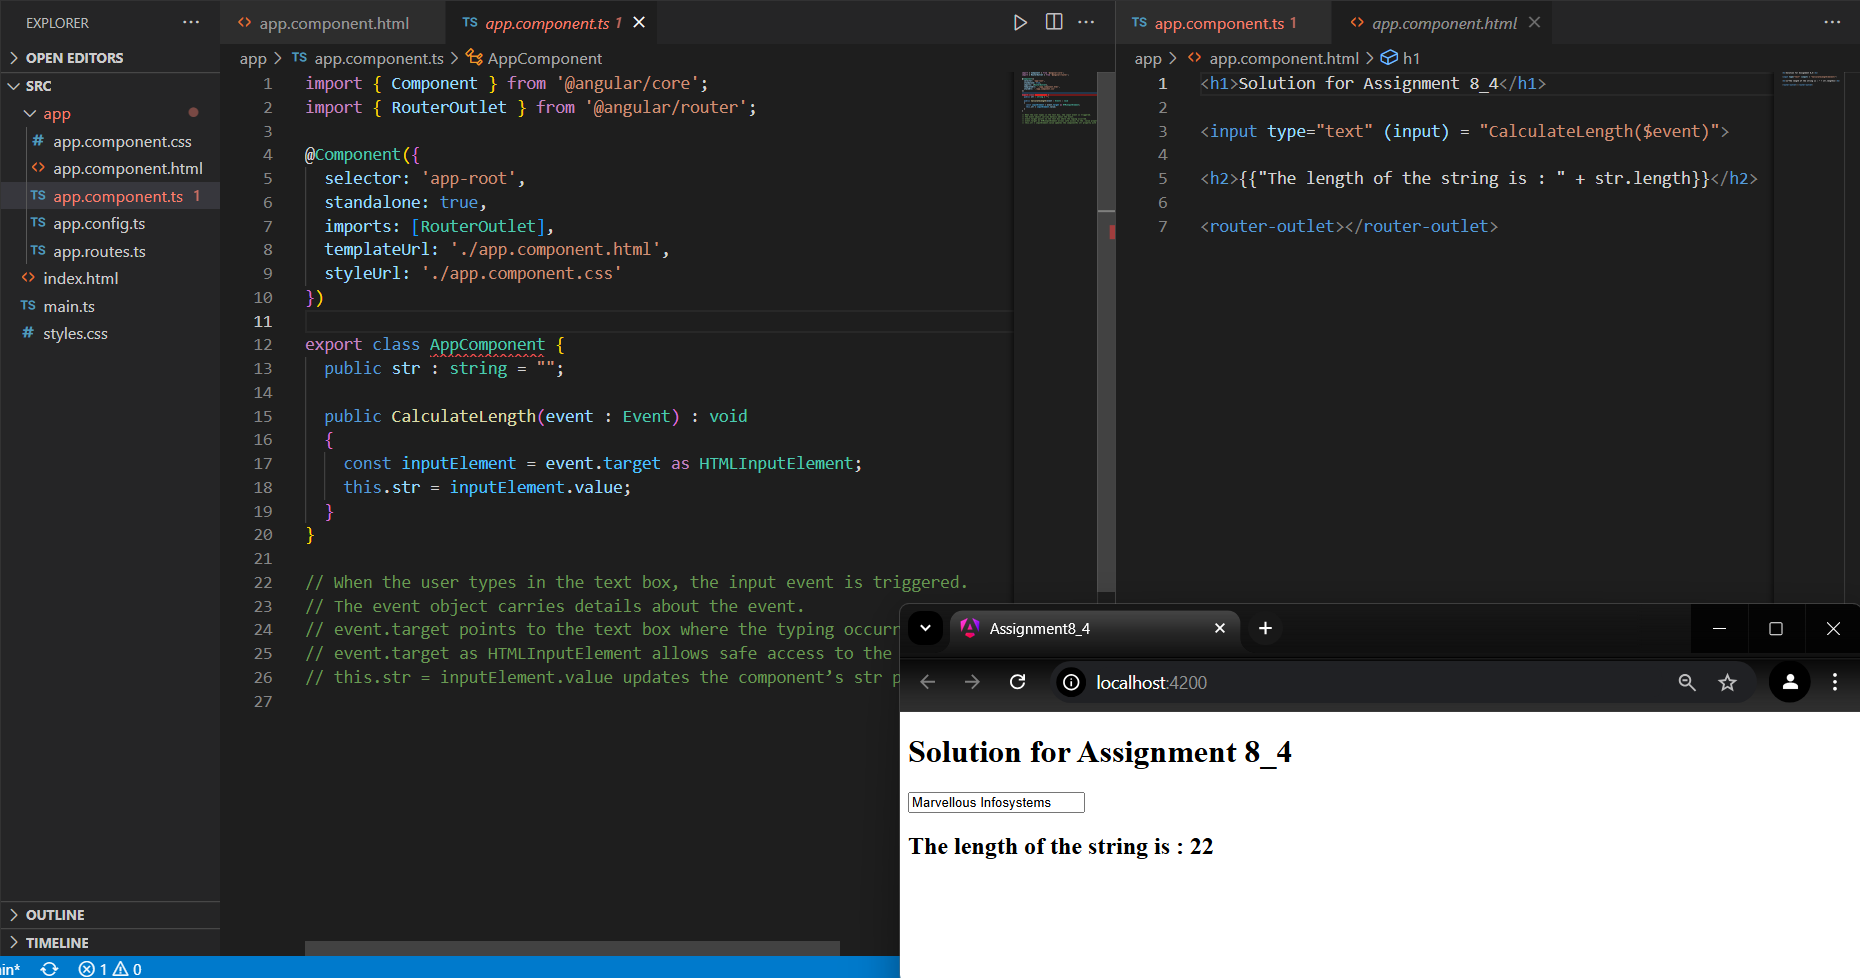 EXPLORER
OPEN EDITORS
SRC
app
# app.component.css
<> app.component.html
TS app.component.ts 1
TS app.config.ts
TS app.routes.ts
<> index.html
TS main.ts
# styles.css
OUTLINE
TIMELINE
in* 1 0
<> app.component.html
TS app.component.ts 1
app > TS app.component.ts > AppComponent
1 import { Component } from '@angular/core';
2 import { RouterOutlet } from '@angular/router';
3
4 @Component({
5 selector: 'app-root',
6 standalone: true,
7 imports: [RouterOutlet],
8 templateUrl: './app.component.html',
9 styleUrl: './app.component.css'
10 })
11
12 export class AppComponent {
13 public str : string = "";
14
15 public CalculateLength(event : Event) : void
16 {
17 const inputElement = event.target as HTMLInputElement;
18 this.str = inputElement.value;
19 }
20 }
21
22 // When the user types in the text box, the input event is triggered.
23 // The event object carries details about the event.
24 // event.target points to the text box where the typing occurr
25 // event.target as HTMLInputElement allows safe access to the
26 // this.str = inputElement.value updates the component’s str p
27
TS app.component.ts 1
<> app.component.html
app > <> app.component.html > h1
1 <h1>Solution for Assignment 8_4</h1>
2
3 <input type="text" (input) = "CalculateLength($event)">
4
5 <h2>{{"The length of the string is : " + str.length}}</h2>
6
7 <router-outlet></router-outlet>
Assignment8_4
localhost:4200
Solution for Assignment 8_4
Marvellous Infosystems
The length of the string is : 22